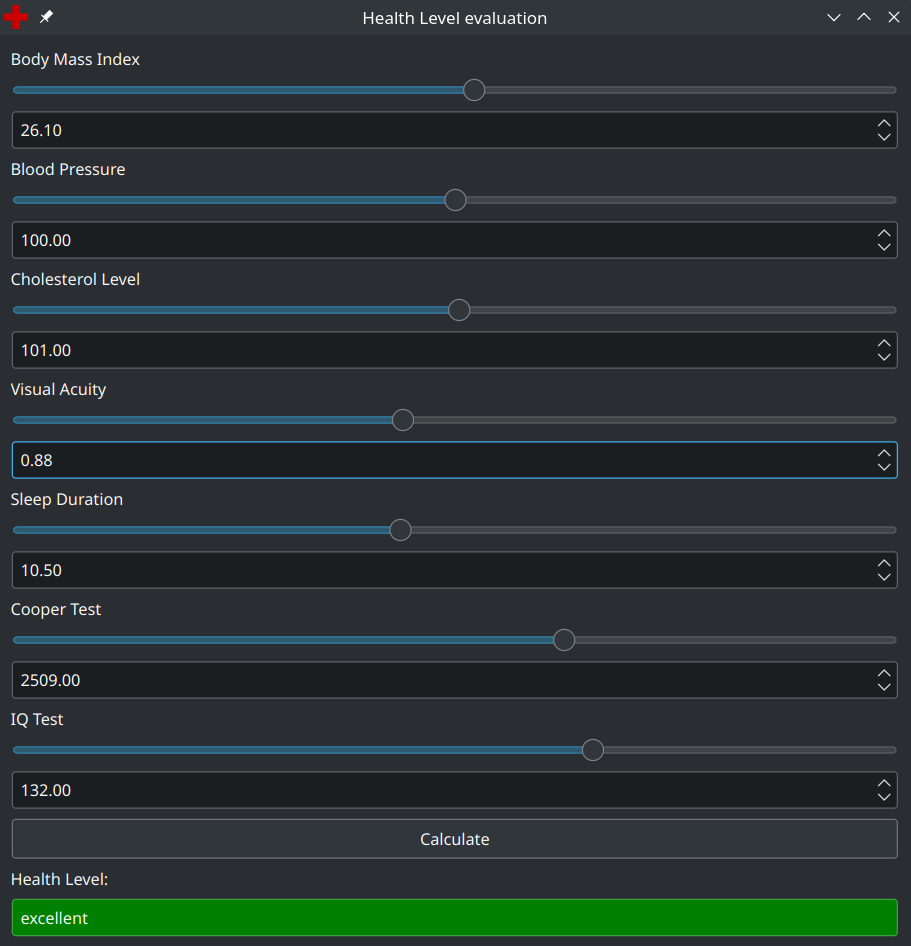 Health Level evaluation
Body Mass Index
26.10
Blood Pressure
100.00
Cholesterol Level
101.00
Visual Acuity
0.88
Sleep Duration
10.50
Cooper Test
2509.00
IQ Test
132.00
Calculate
Health Level:
excellent